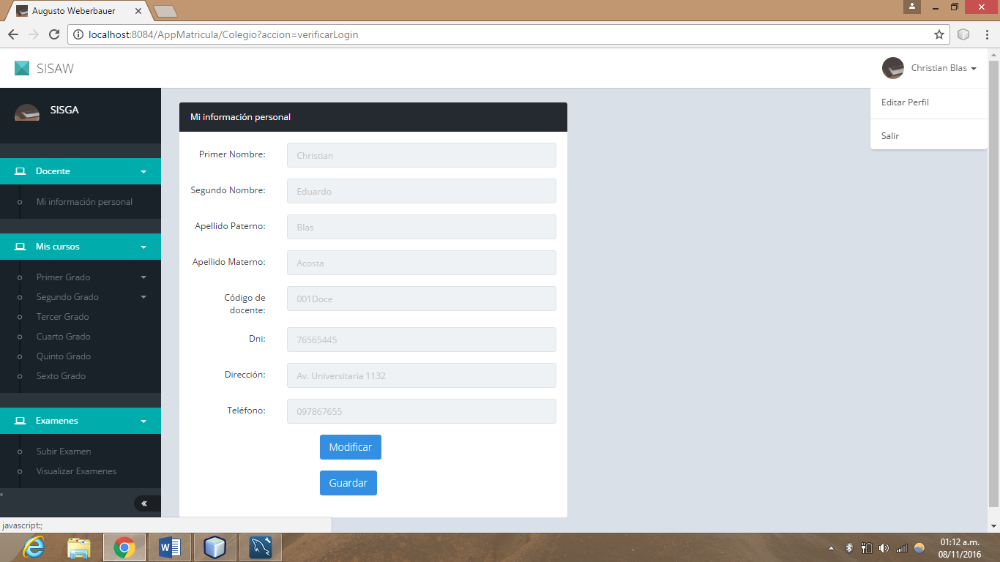 Augusto Weberbauer
localhost:8084/AppMatricula/Colegio?accion=verificarLogin
SISAW
Christian Blas
Editar Perfil
Salir
SISGA
Docente
Mi información personal
Mis cursos
Primer Grado
Segundo Grado
Tercer Grado
Cuarto Grado
Quinto Grado
Sexto Grado
Examenes
Subir Examen
Visualizar Examenes
Mi información personal
Primer Nombre: Christian
Segundo Nombre: Eduardo
Apellido Paterno: Blas
Apellido Materno: Acosta
Código de docente: 001Doce
Dni: 76565445
Dirección: Av. Universitaria 1132
Teléfono: 097867655
Modificar
Guardar
javascript:;
01:12 a.m.
08/11/2016